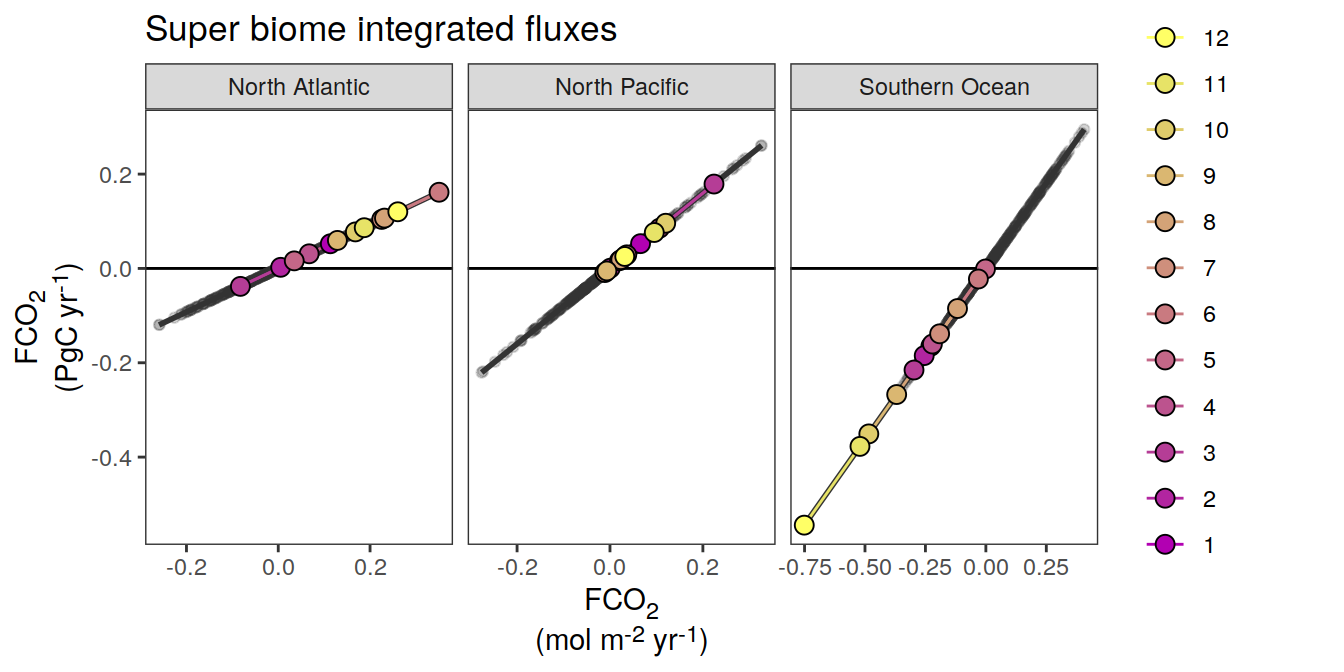 Super biome integrated fluxes
North Atlantic
North Pacific
Southern Ocean
FCO2
(PgC yr-1)
0.2
0.0
-0.2
-0.4
-0.2 0.0 0.2
-0.2 0.0 0.2
-0.75 -0.50 -0.25 0.00 0.25
FCO2
(mol m-2 yr-1)
12
11
10
9
8
7
6
5
4
3
2
1